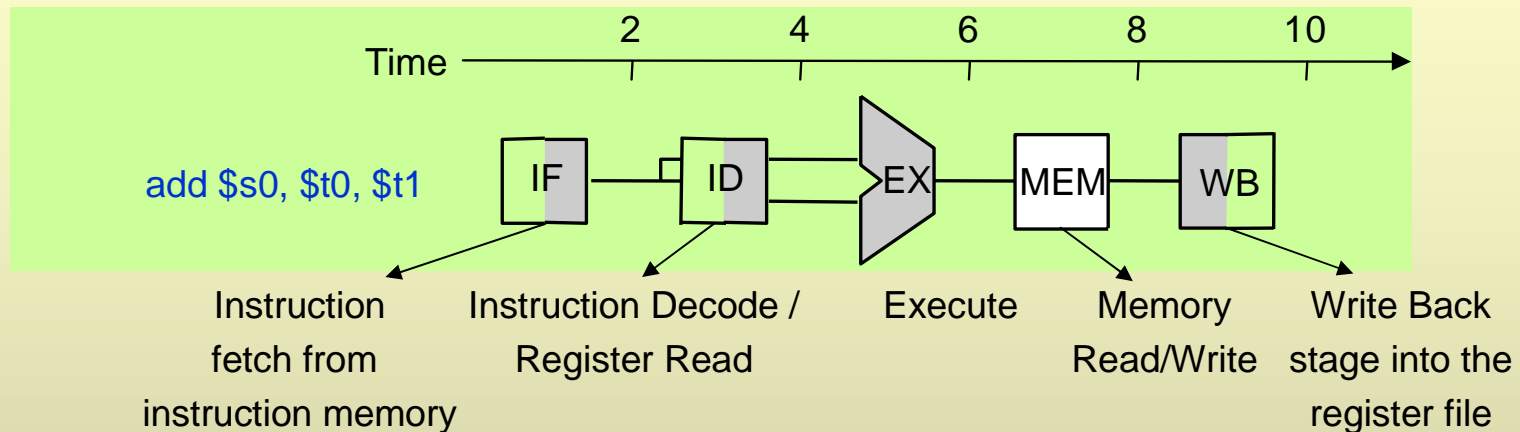 2 4 6 8 10
Time
add $s0, $t0, $t1 IF ID EX MEM WB
Instruction Instruction Decode / Execute Memory Write Back
fetch from Register Read Read/Write stage into the
instruction memory register file